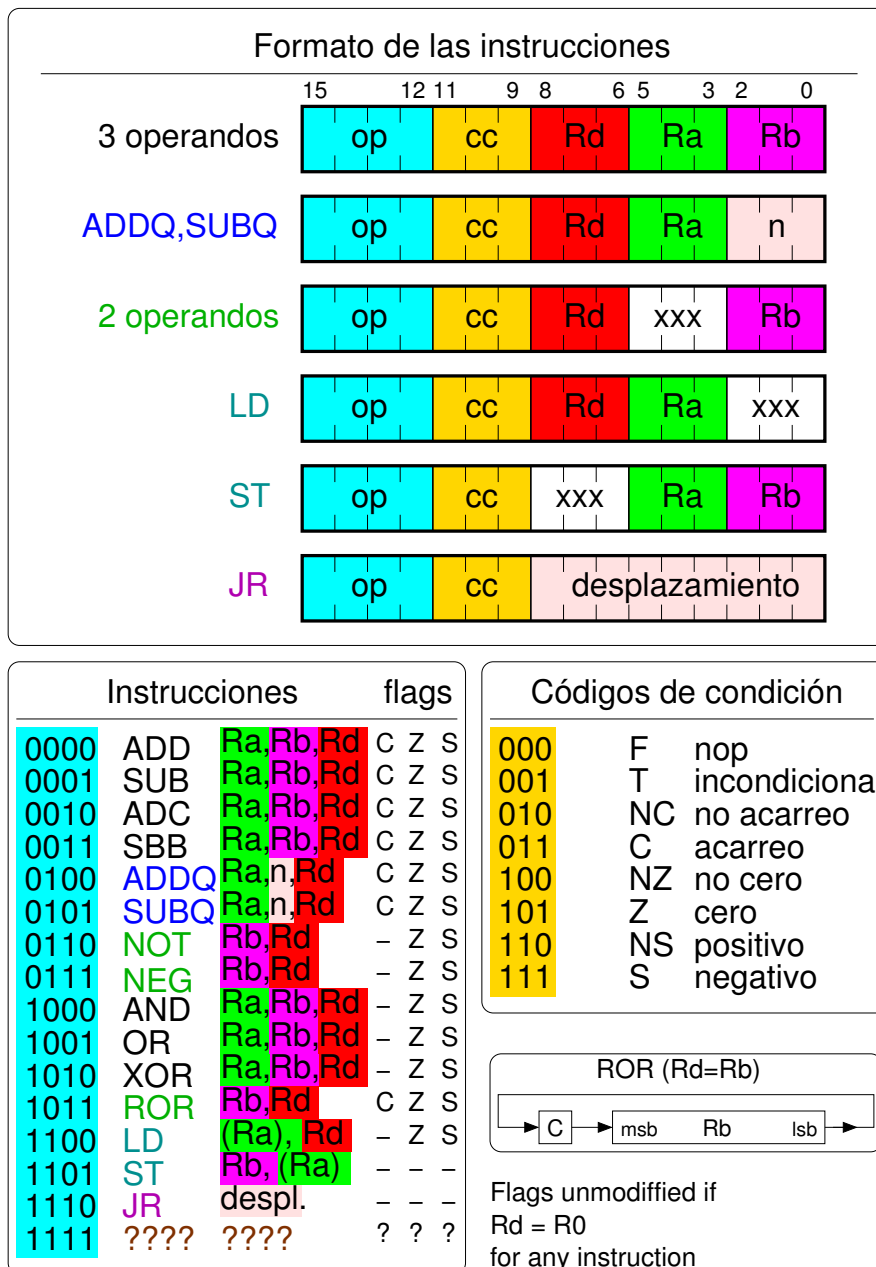 Formato de las instrucciones
15 12 11 9 8 6 5 3 2 0
3 operandos op cc Rd Ra Rb
ADDQ,SUBQ op cc Rd Ra n
2 operandos op cc Rd xxx Rb
LD op cc Rd Ra xxx
ST op cc xxx Ra Rb
JR op cc desplazamiento
Instrucciones flags
0000 ADD Ra,Rb,Rd C Z S
0001 SUB Ra,Rb,Rd C Z S
0010 ADC Ra,Rb,Rd C Z S
0011 SBB Ra,Rb,Rd C Z S
0100 ADDQ Ra,n,Rd C Z S
0101 SUBQ Ra,n,Rd C Z S
0110 NOT Rb,Rd – Z S
0111 NEG Rb,Rd – Z S
1000 AND Ra,Rb,Rd – Z S
1001 OR Ra,Rb,Rd – Z S
1010 XOR Ra,Rb,Rd – Z S
1011 ROR Rb,Rd C Z S
1100 LD (Ra), Rd – Z S
1101 ST Rb, (Ra) – – –
1110 JR despl. – – –
1111 ???? ???? ? ? ?
Códigos de condición
000 F nop
001 T incondiciona
010 NC no acarreo
011 C acarreo
100 NZ no cero
101 Z cero
110 NS positivo
111 S negativo
ROR (Rd=Rb)
C msb Rb lsb
Flags unmodiffied if
Rd = R0
for any instruction